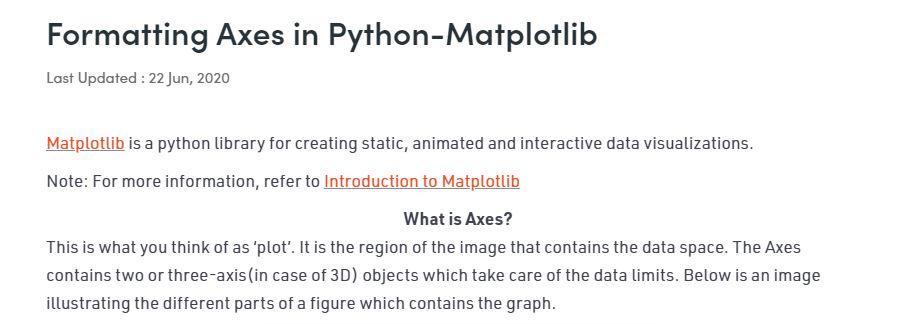 Formatting Axes in Python-Matplotlib
Last Updated : 22 Jun, 2020
Matplotlib is a python library for creating static, animated and interactive data visualizations.
Note: For more information, refer to Introduction to Matplotlib
What is Axes?
This is what you think of as ‘plot’. It is the region of the image that contains the data space. The Axes
contains two or three-axis(in case of 3D) objects which take care of the data limits. Below is an image
illustrating the different parts of a figure which contains the graph.